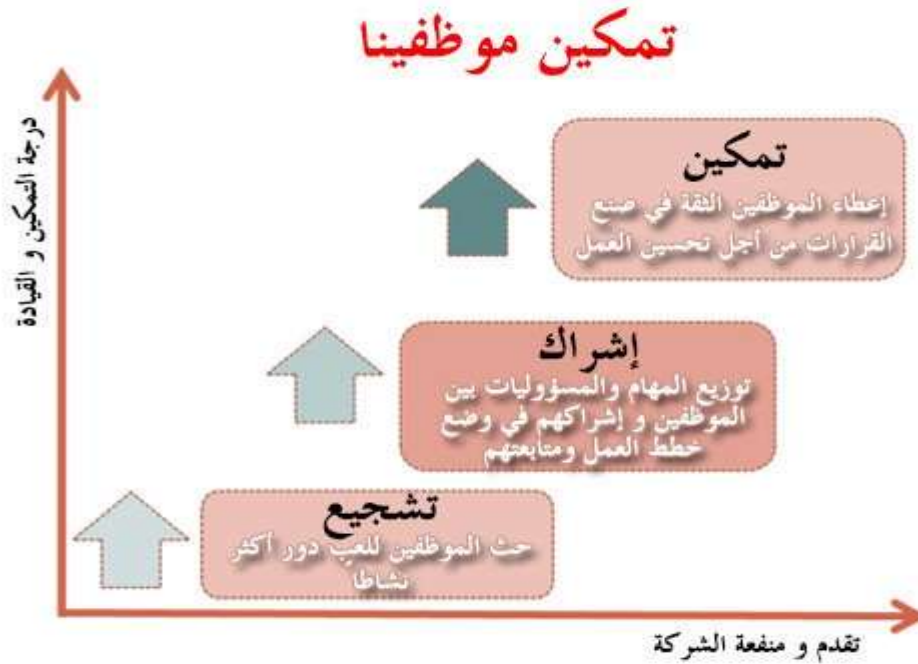 تمكين موظفينا
درجة التمكين و القيادة
تمكين
إعطاء الموظفين الثقة في صنع
القرارات من أجل تحسين العمل
إشراك
توزيع المهام والمسؤوليات بين
الموظفين و إشراكهم في وضع
خطط العمل ومتابعتهم
تشجيع
حث الموظفين للعب دور أكثر
نشاطاً
تقدم و منفعة الشركة